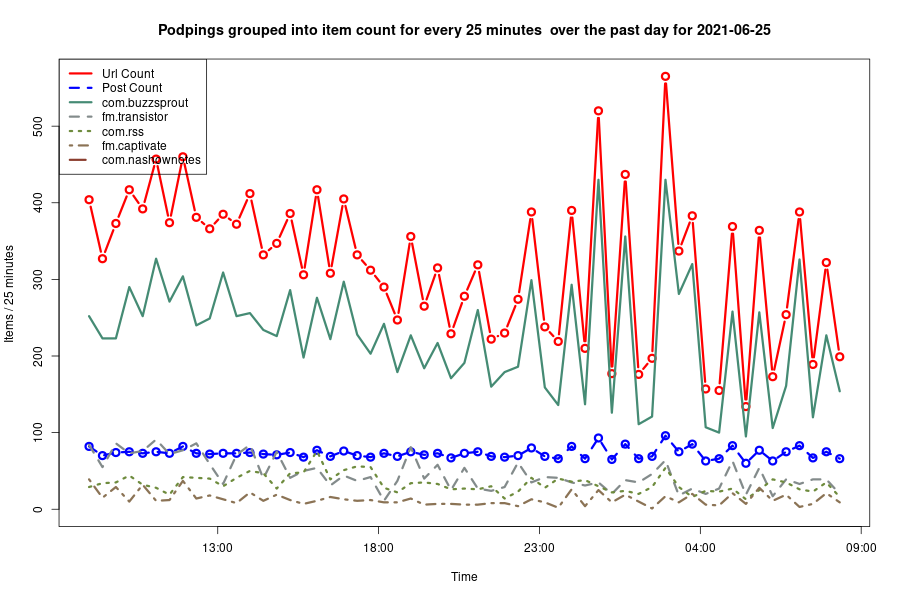 Podpings grouped into item count for every 25 minutes  over the past day for 2021-06-25
Url Count
Post Count
com.buzzsprout
fm.transistor
com.rss
fm.captivate
com.nashownotes
Items / 25 minutes
500
400
300
200
100
0
13:00
18:00
23:00
04:00
09:00
Time